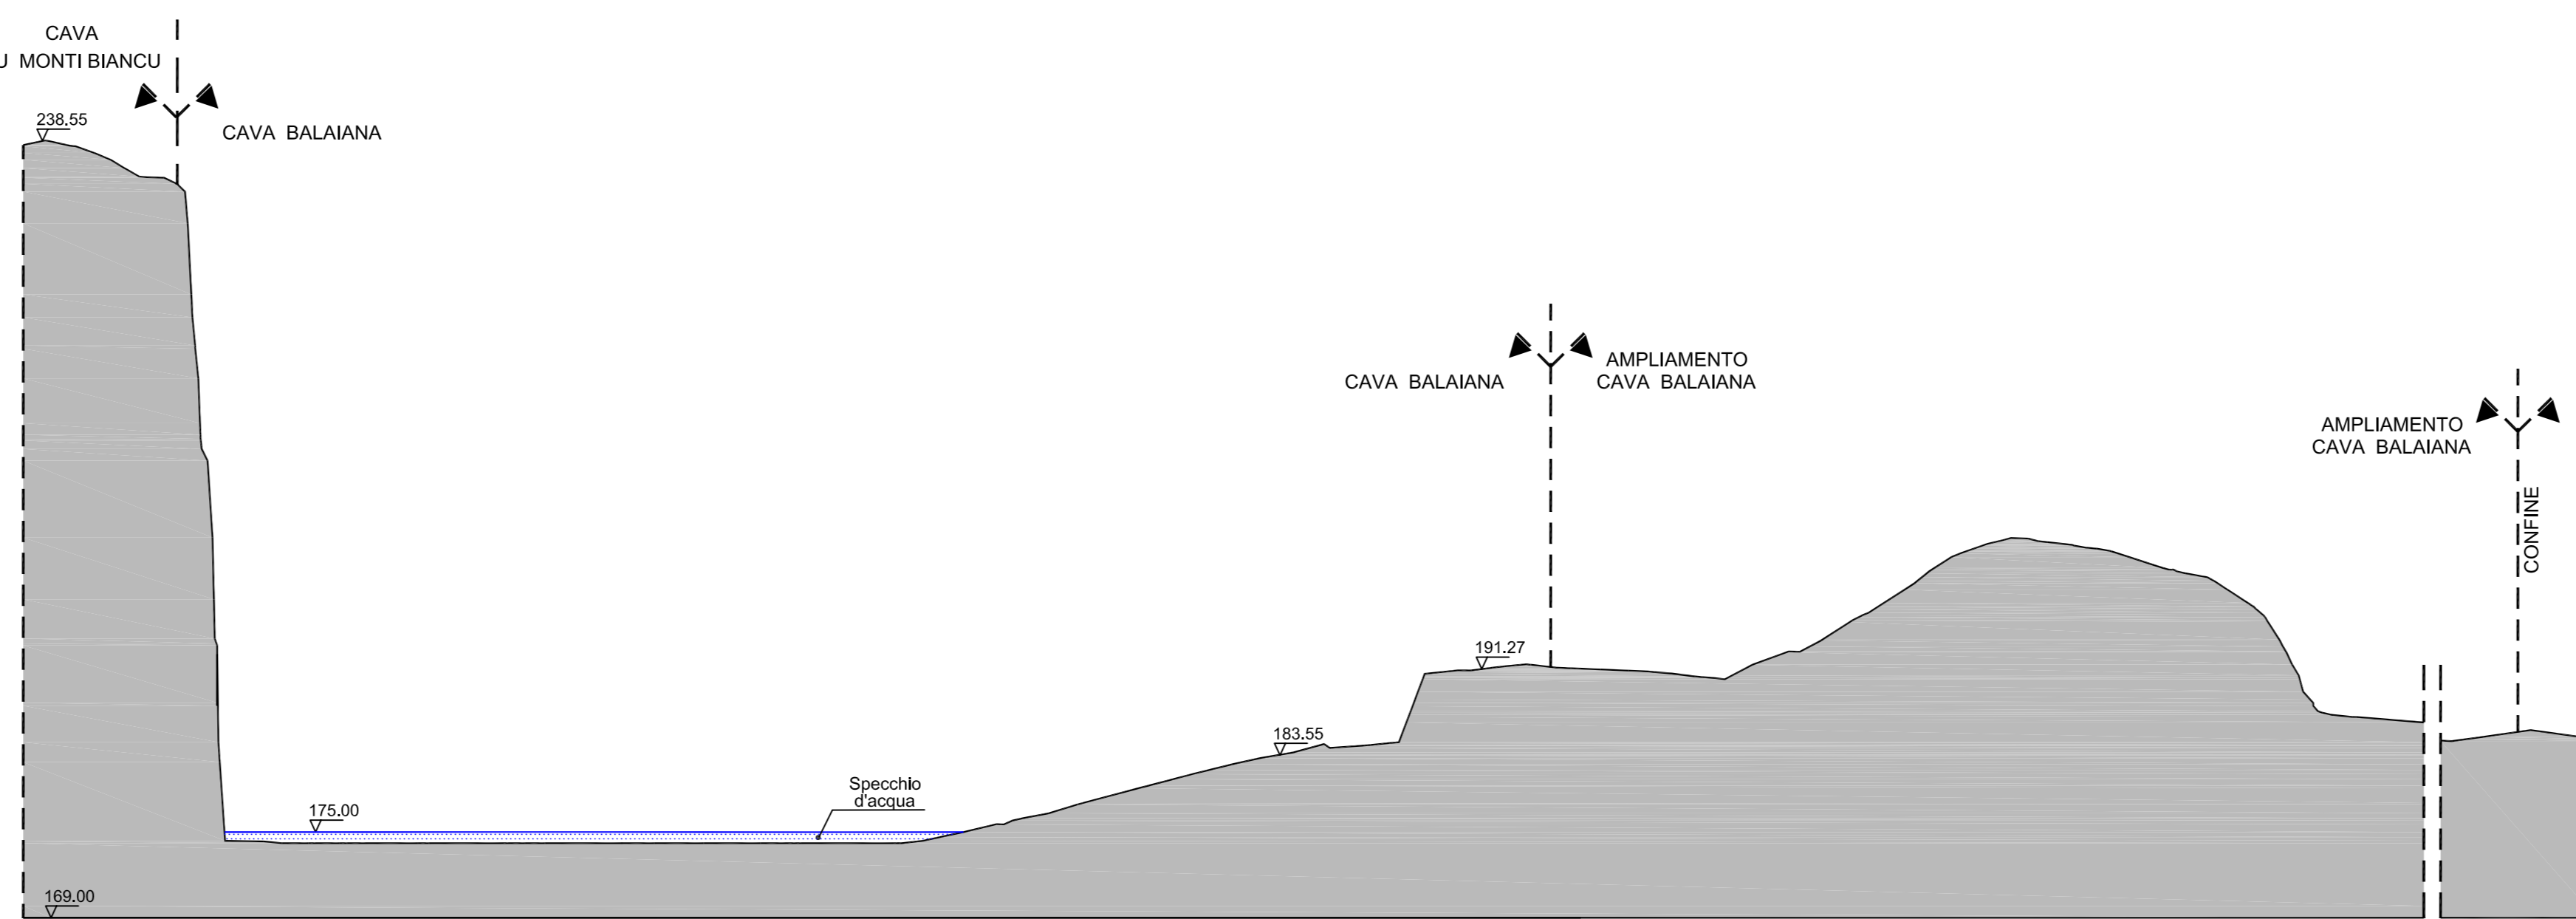 CAVA
MONTI BIANCU
238.55
CAVA BALAIANA
CAVA BALAIANA
AMPLIAMENTO
CAVA BALAIANA
AMPLIAMENTO
CAVA BALAIANA
CONFINE
191.27
183.55
Specchio
d'acqua
175.00
169.00